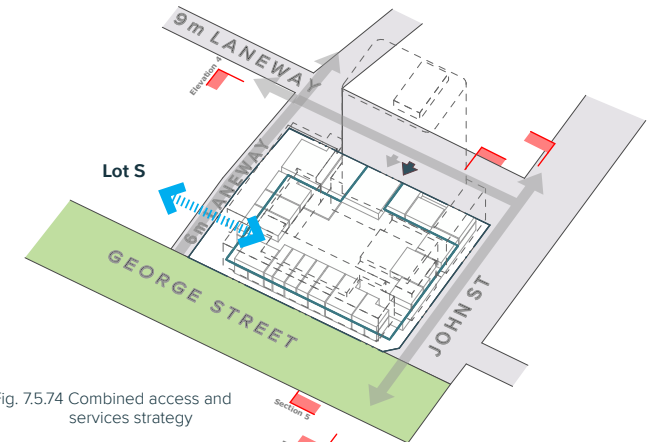 9m LANEWAY
Elevation 4
6m LANEWAY
Lot S
GEORGE STREET
JOHN ST
Fig. 7.5.74 Combined access and
services strategy
Section 5